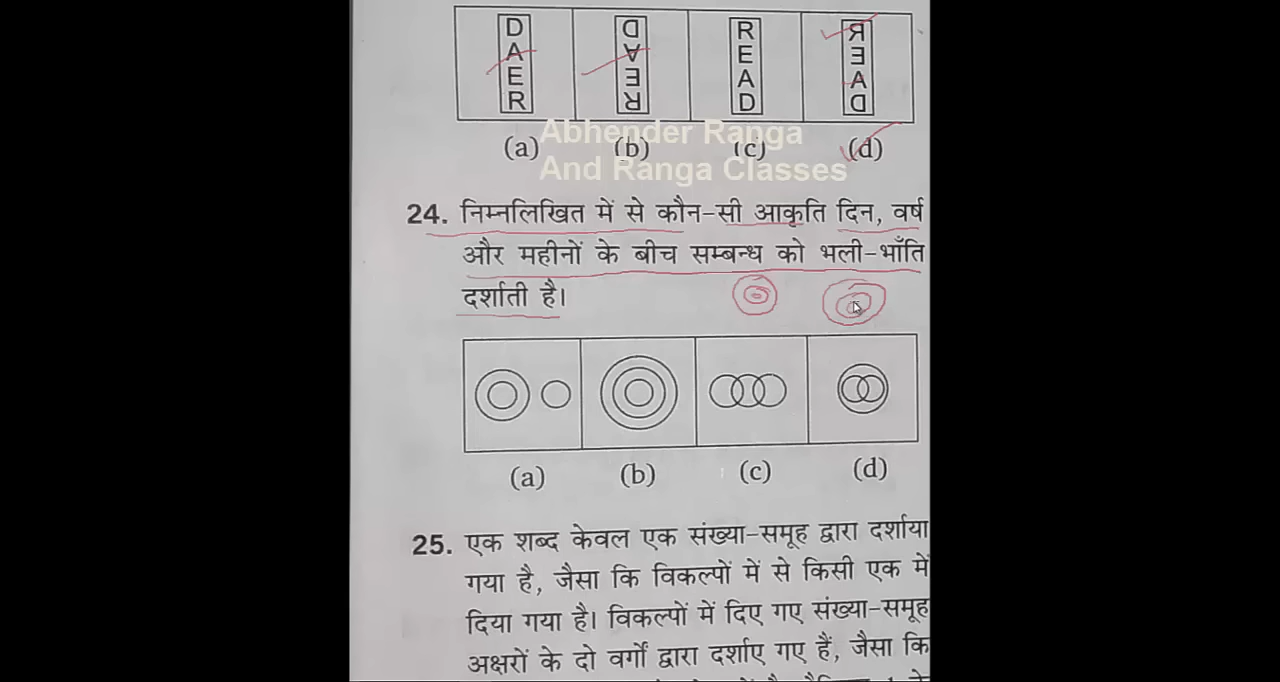 D D R R
A A E E
E E A A
R R D D
Abhender Ranga
(a) (b) (c) (d)
And Ranga Classes
24. निम्नलिखित में से कौन-सी आकृति दिन, वर्ष
और महीनों के बीच सम्बन्ध को भली-भाँति
दर्शाती है।
(a) (b) (c) (d)
25. एक शब्द केवल एक संख्या-समूह द्वारा दर्शाया
गया है, जैसा कि विकल्पों में से किसी एक में
दिया गया है। विकल्पों में दिए गए संख्या-समूह
अक्षरों के दो वर्गों द्वारा दर्शाए गए हैं, जैसा कि